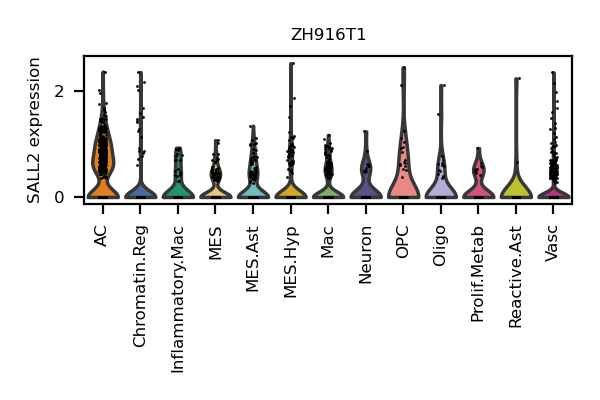 ZH916T1
SALL2 expression
2
0
AC
Chromatin.Reg
Inflammatory.Mac
MES
MES.Ast
MES.Hyp
Mac
Neuron
OPC
Oligo
Prolif.Metab
Reactive.Ast
Vasc